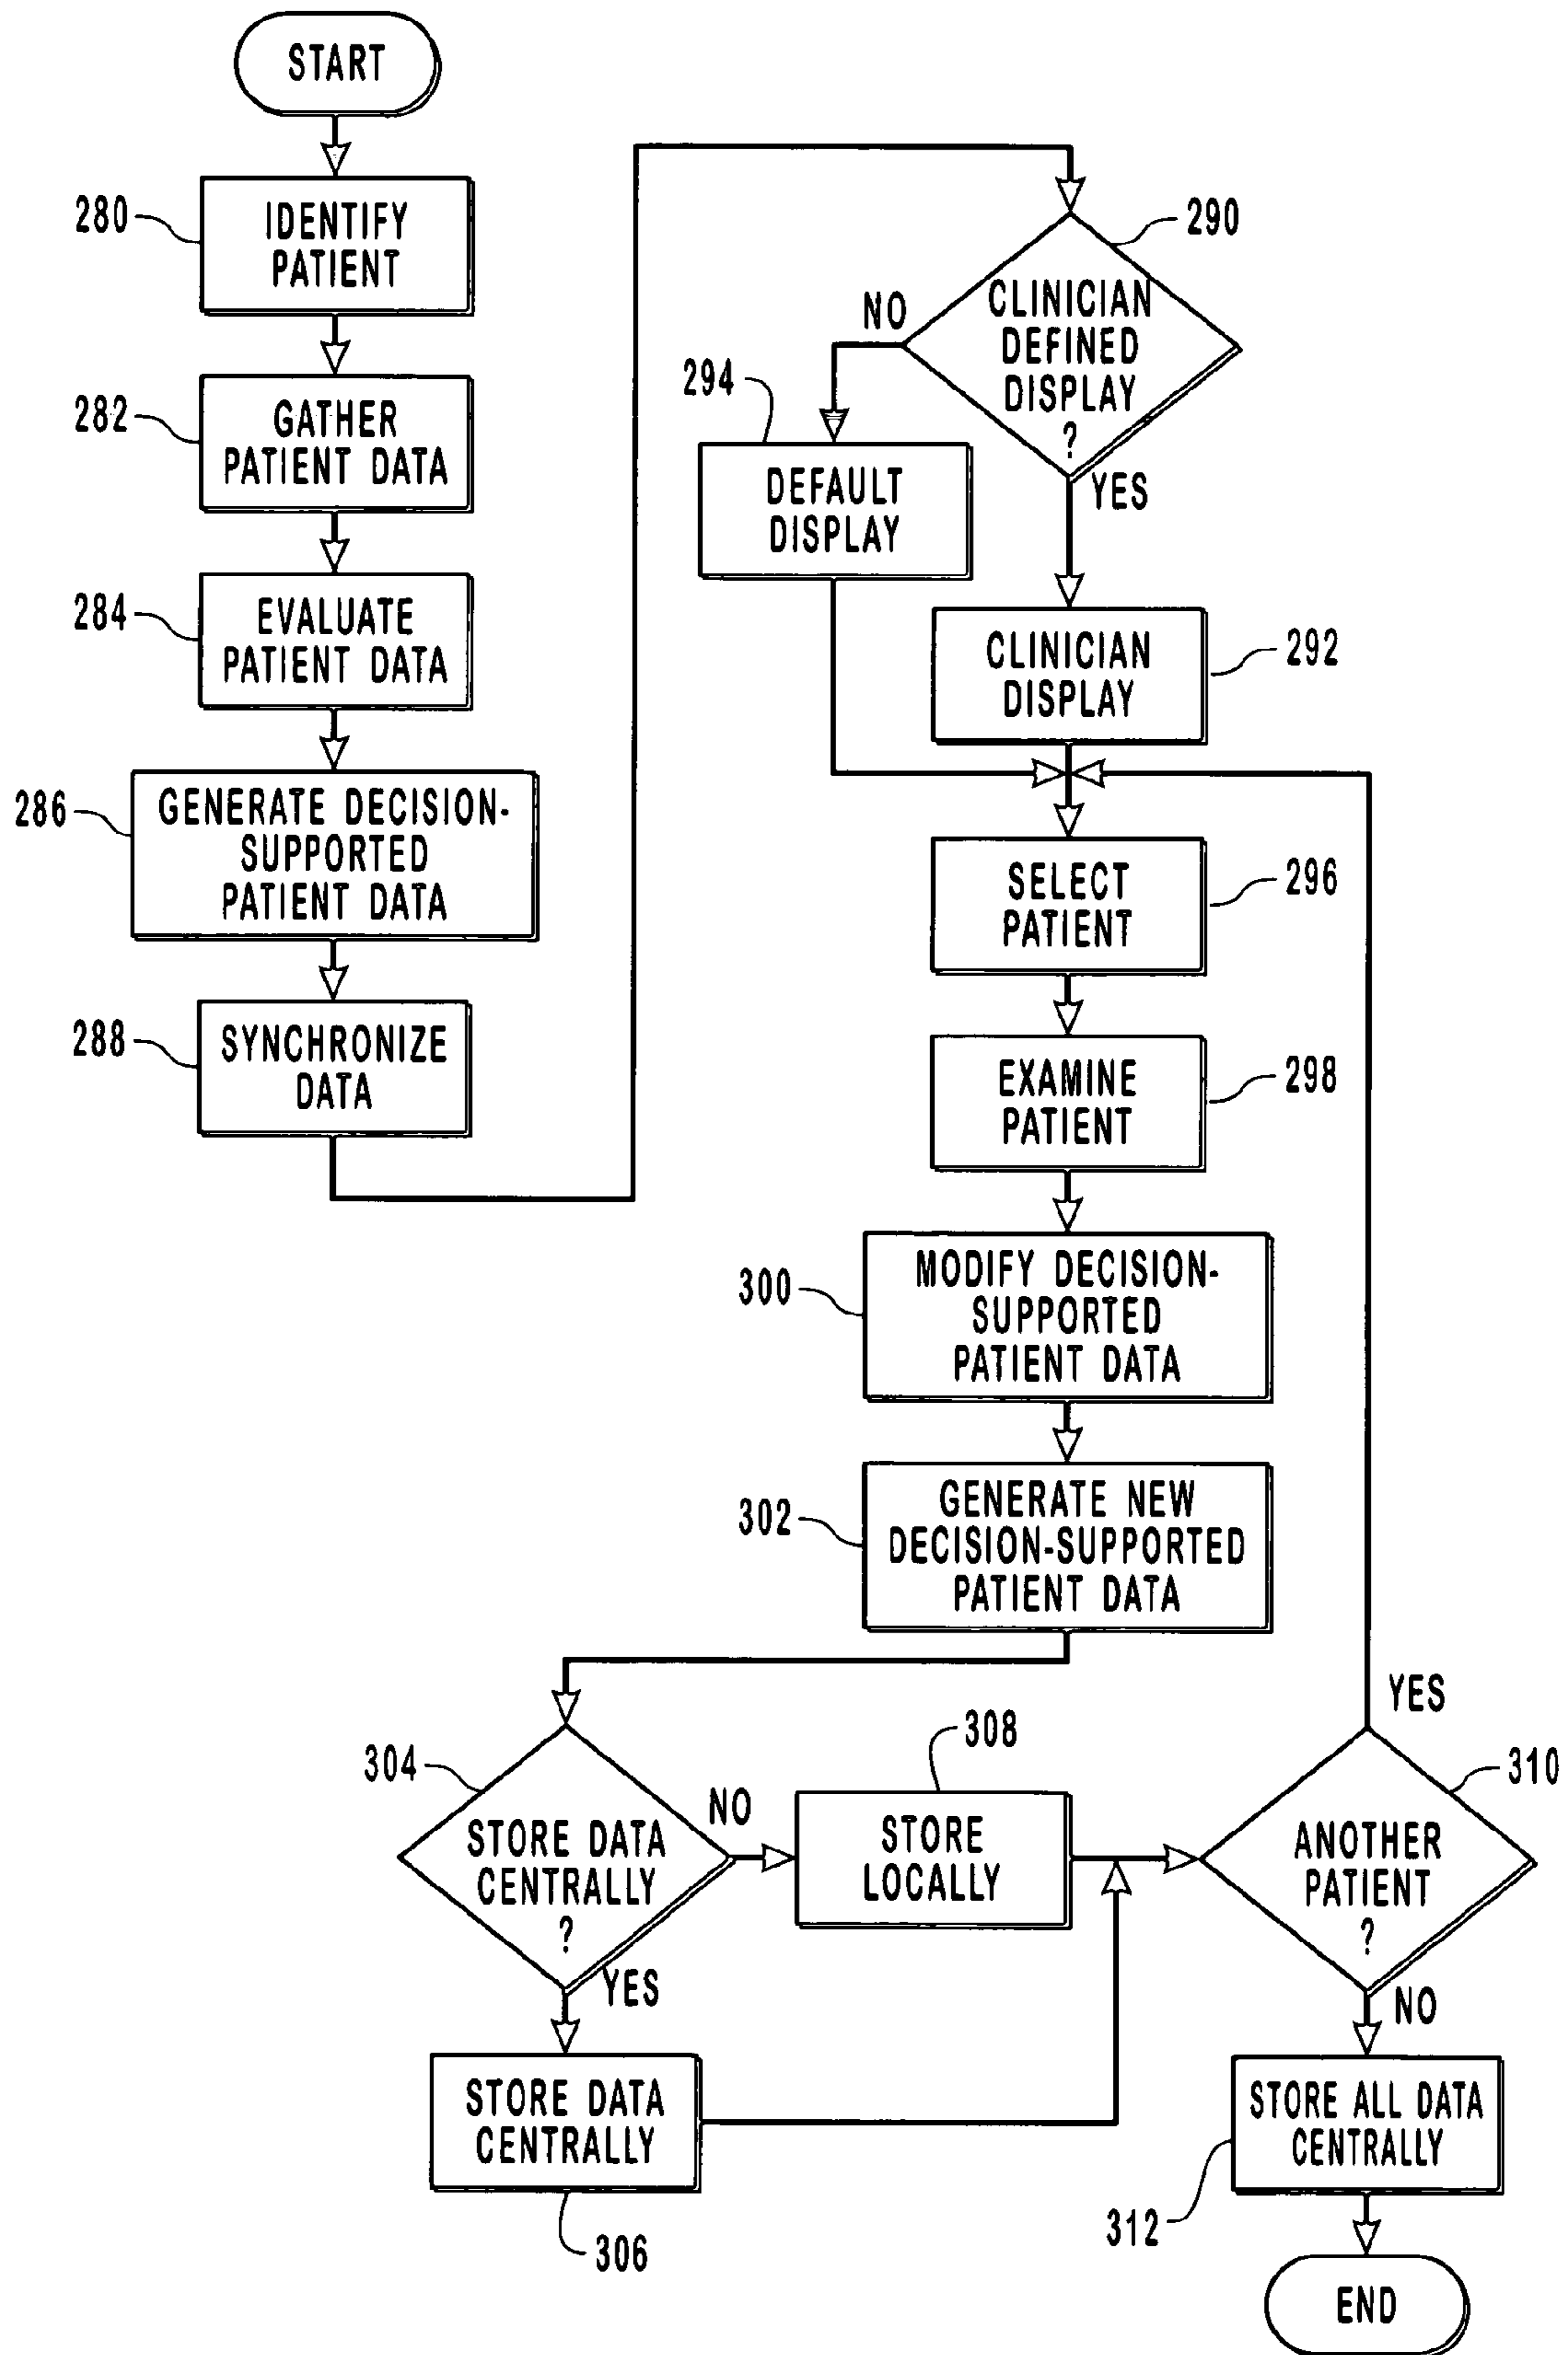 START
280
IDENTIFY
PATIENT
282
GATHER
PATIENT DATA
284
EVALUATE
PATIENT DATA
286
GENERATE DECISION-
SUPPORTED
PATIENT DATA
288
SYNCHRONIZE
DATA
290
CLINICIAN
DEFINED
DISPLAY
?
NO
YES
294
DEFAULT
DISPLAY
292
CLINICIAN
DISPLAY
296
SELECT
PATIENT
298
EXAMINE
PATIENT
300
MODIFY DECISION-
SUPPORTED
PATIENT DATA
302
GENERATE NEW
DECISION-SUPPORTED
PATIENT DATA
304
STORE DATA
CENTRALLY
?
NO
YES
308
STORE
LOCALLY
306
STORE DATA
CENTRALLY
310
ANOTHER
PATIENT
?
YES
NO
312
STORE ALL DATA
CENTRALLY
END